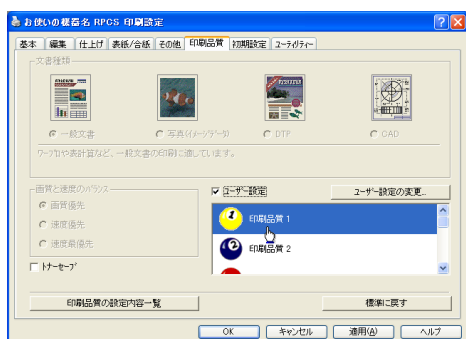 お使いの機器名 RPCS 印刷設定
基本 編集 仕上げ 表紙/合紙 その他 印刷品質 初期設定 ユーティリティー
文書種類
一般文書 写真(イメージデータ) DTP CAD
ワープロや表計算など、一般文書の印刷に適しています。
画質と速度のバランス
画質優先
速度優先
速度最優先
トナーセーブ
ユーザー設定 ユーザー設定の変更...
1 印刷品質 1
2 印刷品質 2
印刷品質の設定内容一覧 標準に戻す
OK キャンセル 適用(A) ヘルプ